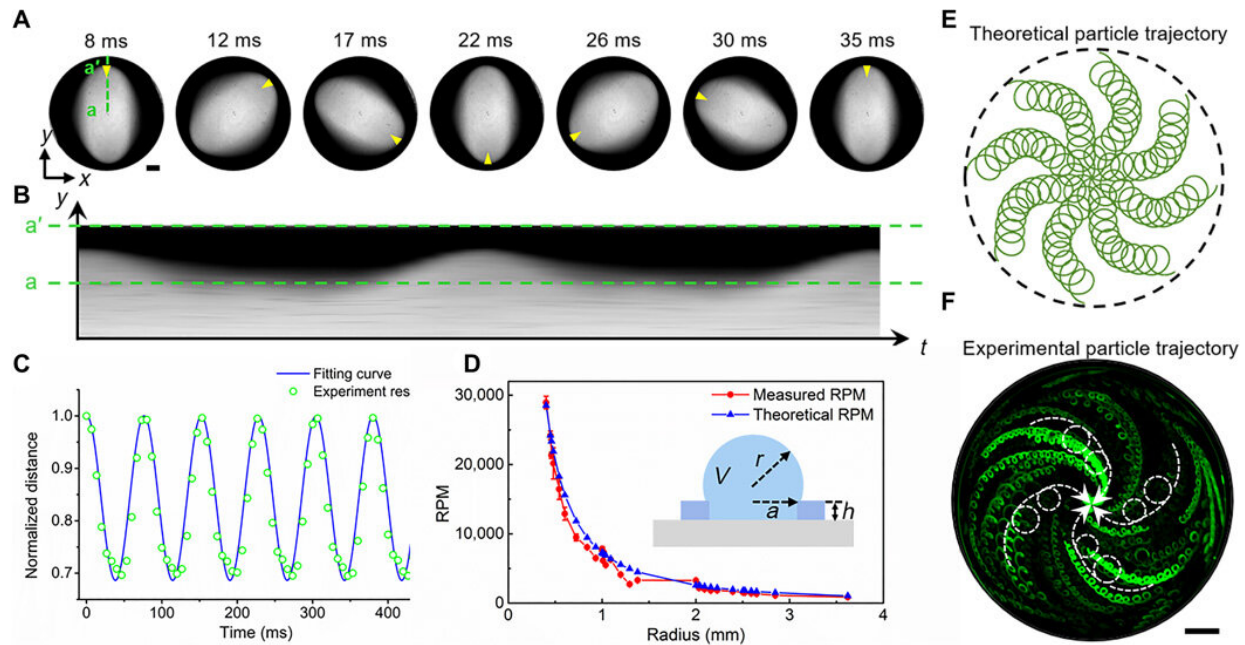 A
8 ms
12 ms
17 ms
22 ms
26 ms
30 ms
35 ms
a′
a
y
x
B
y
a′
a
t
C
Fitting curve
Experiment res
1.0
0.9
0.8
0.7
Normalized distance
0
100
200
300
400
Time (ms)
D
Measured RPM
Theoretical RPM
30,000
20,000
10,000
0
RPM
V
r
a
h
0
1
2
3
4
Radius (mm)
E
Theoretical particle trajectory
F
Experimental particle trajectory